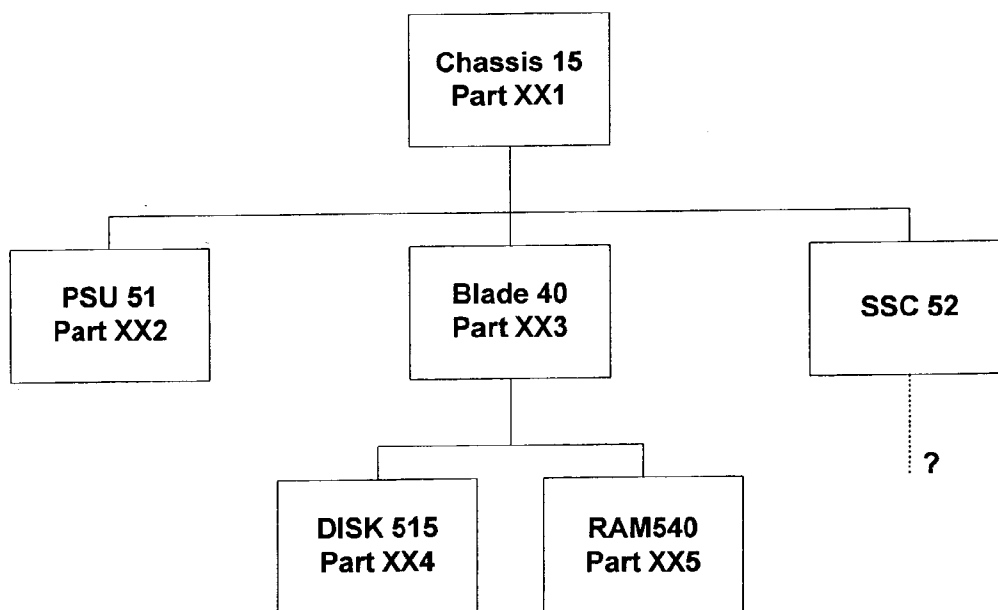 Chassis 15
Part XX1
PSU 51
Part XX2
Blade 40
Part XX3
SSC 52
?
DISK 515
Part XX4
RAM540
Part XX5